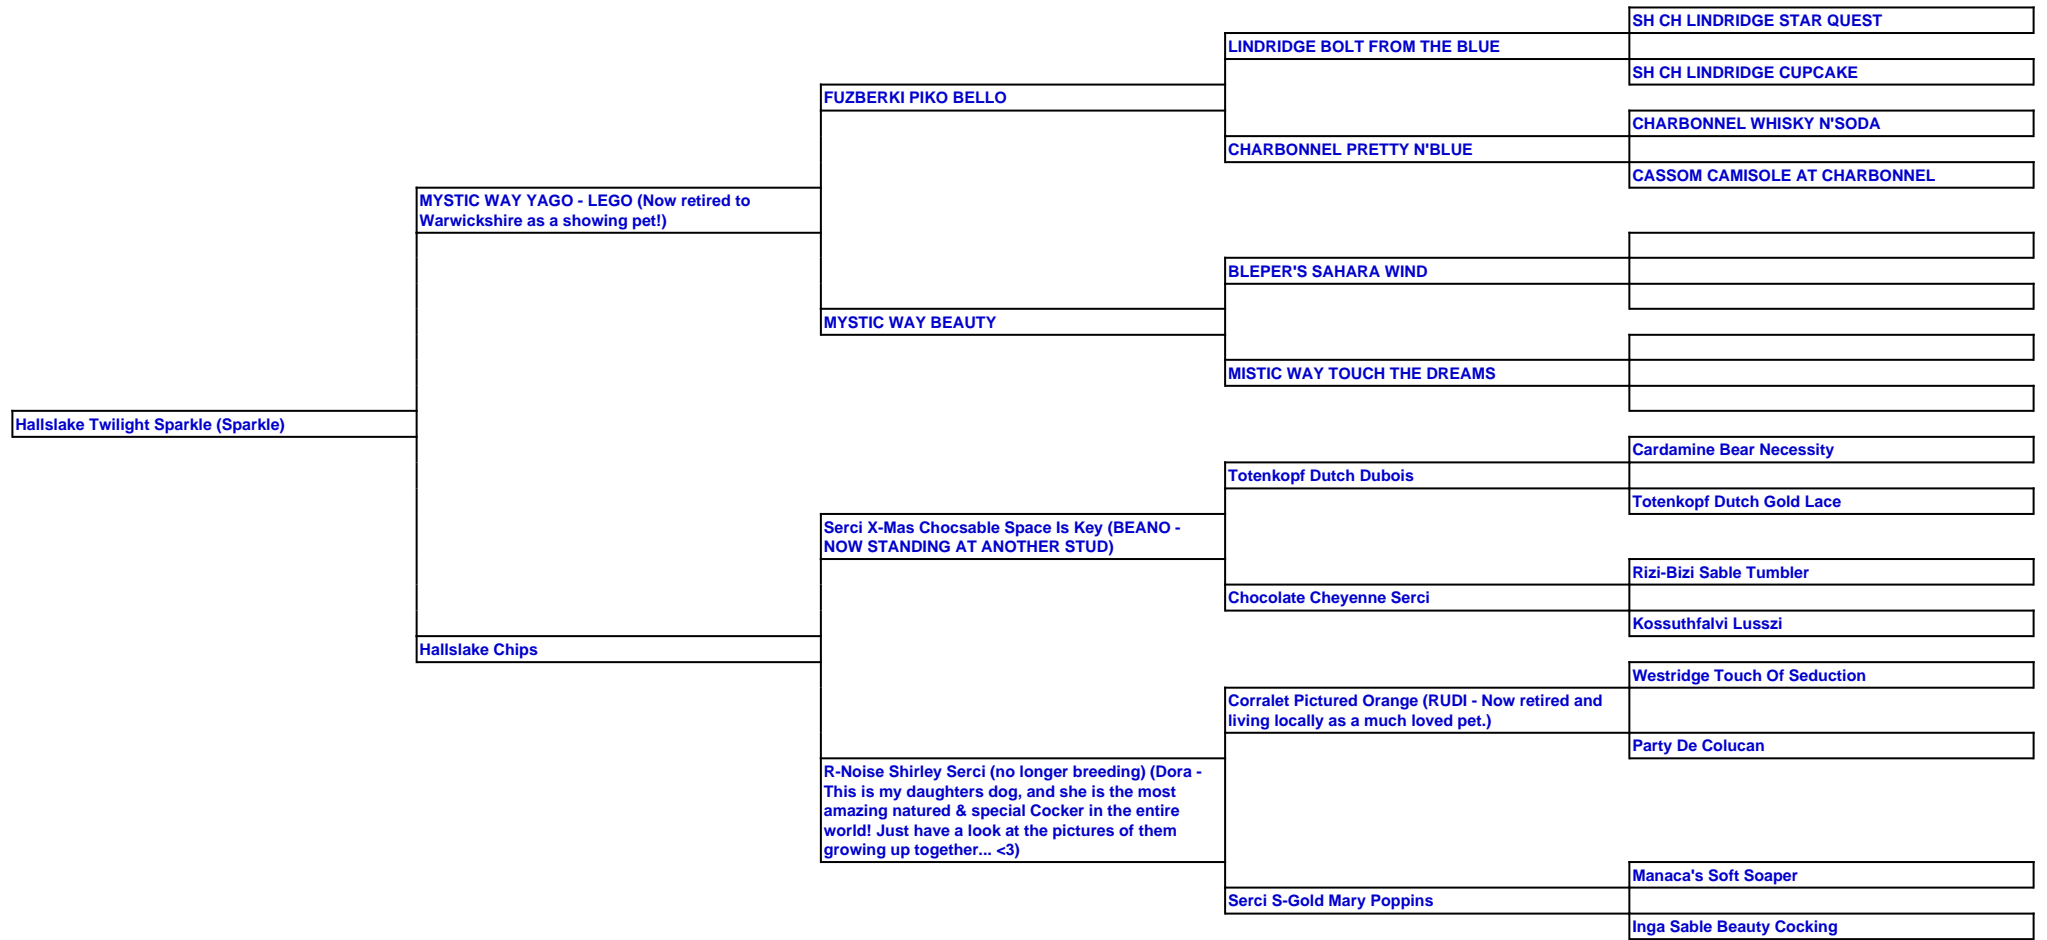 SH CH LINDRIDGE STAR QUEST
LINDRIDGE BOLT FROM THE BLUE
SH CH LINDRIDGE CUPCAKE
FUZBERKI PIKO BELLO
CHARBONNEL WHISKY N'SODA
CHARBONNEL PRETTY N'BLUE
CASSOM CAMISOLE AT CHARBONNEL
MYSTIC WAY YAGO - LEGO (Now retired to
Warwickshire as a showing pet!)
BLEPER'S SAHARA WIND
MYSTIC WAY BEAUTY
MISTIC WAY TOUCH THE DREAMS
Hallslake Twilight Sparkle (Sparkle)
Cardamine Bear Necessity
Totenkopf Dutch Dubois
Totenkopf Dutch Gold Lace
Serci X-Mas Chocsable Space Is Key (BEANO -
NOW STANDING AT ANOTHER STUD)
Rizi-Bizi Sable Tumbler
Chocolate Cheyenne Serci
Kossuthfalvi Lusszi
Hallslake Chips
Westridge Touch Of Seduction
Corralet Pictured Orange (RUDI - Now retired and
living locally as a much loved pet.)
Party De Colucan
R-Noise Shirley Serci (no longer breeding) (Dora -
This is my daughters dog, and she is the most
amazing natured & special Cocker in the entire
world! Just have a look at the pictures of them
growing up together... <3)
Manaca's Soft Soaper
Serci S-Gold Mary Poppins
Inga Sable Beauty Cocking